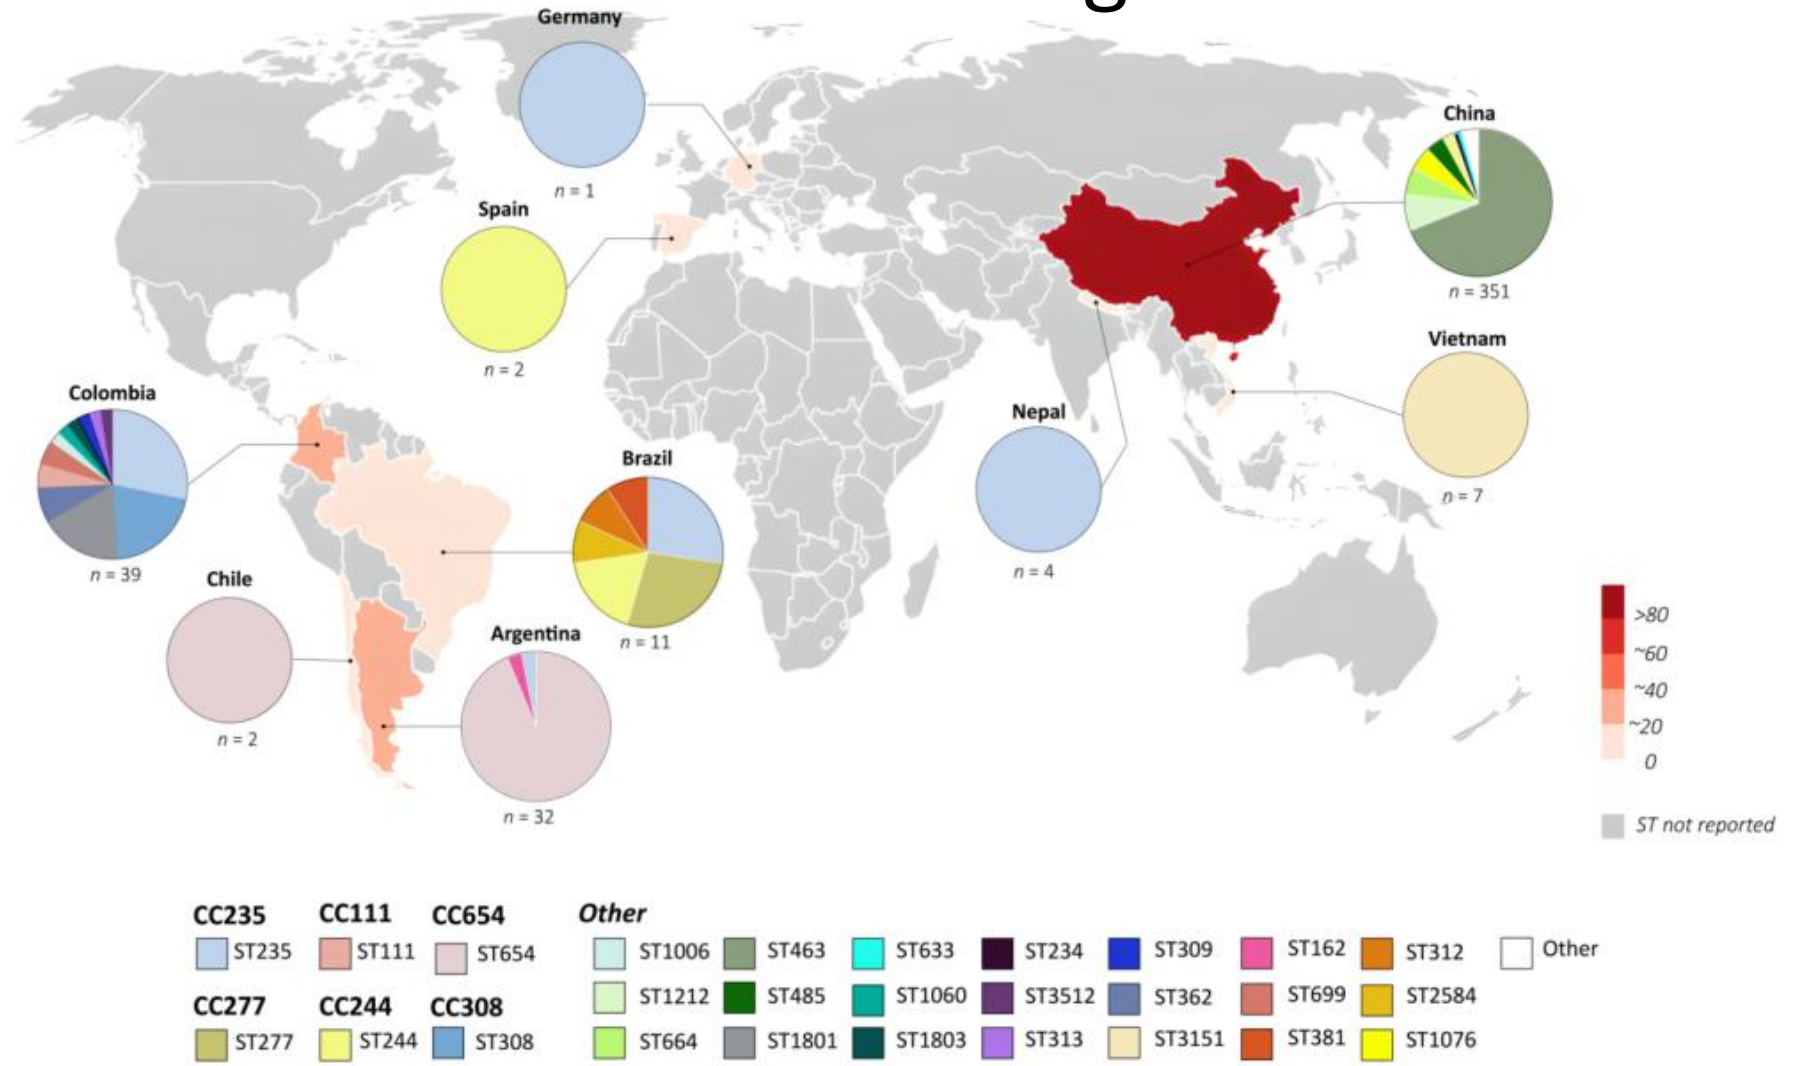 g
Germany
n = 1
China
n = 351
Spain
n = 2
Vietnam
n = 7
Colombia
n = 39
Nepal
n = 4
Brazil
n = 11
Chile
n = 2
Argentina
n = 32
>80
~60
~40
~20
0
ST not reported
CC235 CC111 CC654 Other
ST235 ST111 ST654 ST1006 ST463 ST633 ST234 ST309 ST162 ST312 Other
ST1212 ST485 ST1060 ST3512 ST362 ST699 ST2584
CC277 CC244 CC308
ST277 ST244 ST308 ST664 ST1801 ST1803 ST313 ST3151 ST381 ST1076